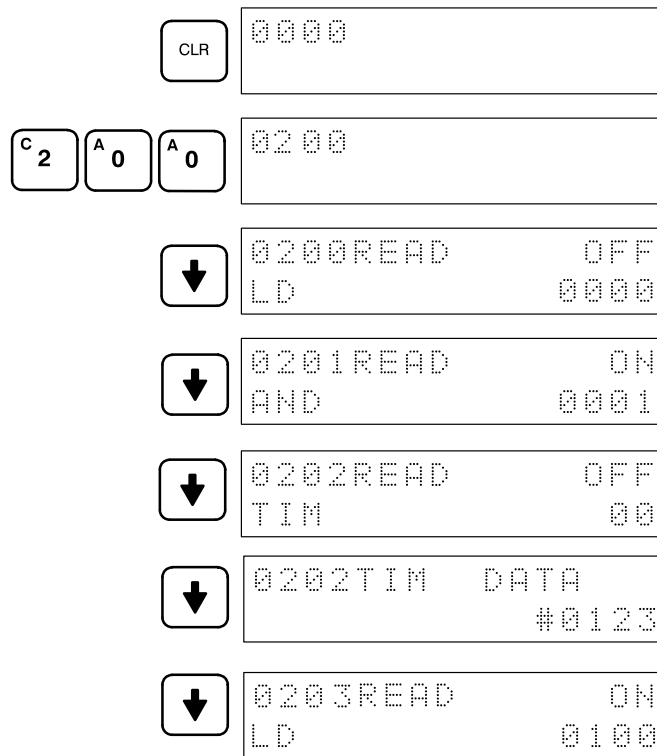 CLR
0000
C 2 A 0 A 0
0200
0200READ OFF
LD 0000
0201READ ON
AND 0001
0202READ OFF
TIM 00
0202TIM DATA
#0123
0203READ ON
LD 0100